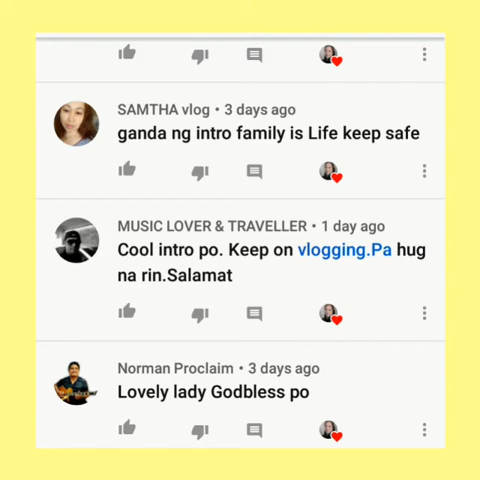 SAMTHA vlog • 3 days ago
ganda ng intro family is Life keep safe
MUSIC LOVER & TRAVELLER • 1 day ago
Cool intro po. Keep on vlogging.Pa hug
na rin.Salamat
Norman Proclaim • 3 days ago
Lovely lady Godbless po